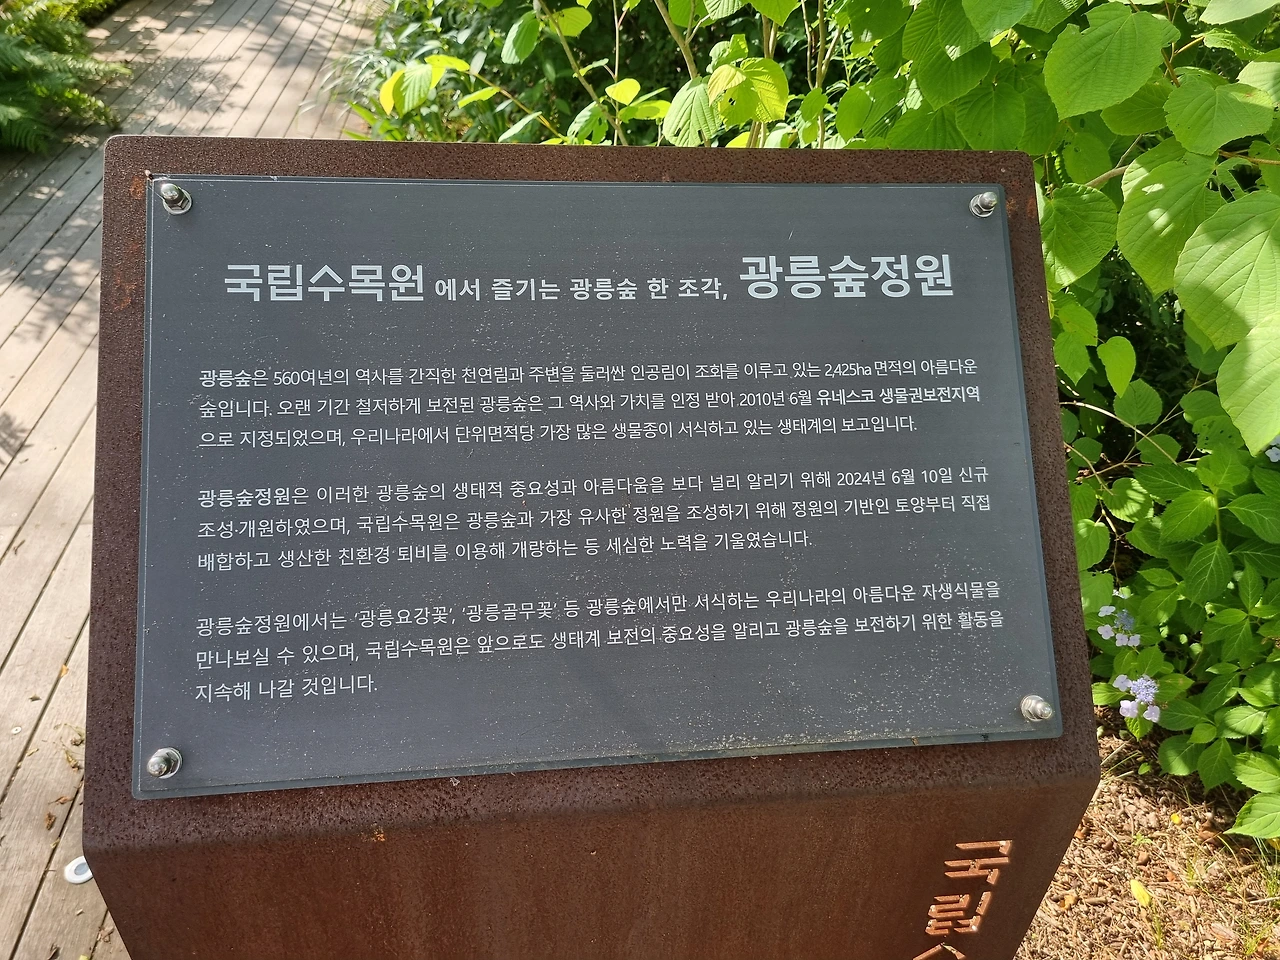 국립수목원 에서 즐기는 광릉숲 한 조각, 광릉숲정원
광릉숲은 560여년의 역사를 간직한 천연림과 주변을 둘러싼 인공림이 조화를 이루고 있는 2,425ha 면적의 아름다운
숲입니다. 오랜 기간 철저하게 보전된 광릉숲은 그 역사와 가치를 인정 받아 2010년 6월 유네스코 생물권보전지역
으로 지정되었으며, 우리나라에서 단위면적당 가장 많은 생물종이 서식하고 있는 생태계의 보고입니다.
광릉숲정원은 이러한 광릉숲의 생태적 중요성과 아름다움을 보다 널리 알리기 위해 2024년 6월 10일 신규
조성·개원하였으며, 국립수목원은 광릉숲과 가장 유사한 정원을 조성하기 위해 정원의 기반인 토양부터 직접
배합하고 생산한 친환경 퇴비를 이용해 개량하는 등 세심한 노력을 기울였습니다.
광릉숲정원에서는 '광릉요강꽃', '광릉골무꽃' 등 광릉숲에서만 서식하는 우리나라의 아름다운 자생식물을
만나보실 수 있으며, 국립수목원은 앞으로도 생태계 보전의 중요성을 알리고 광릉숲을 보전하기 위한 활동을
지속해 나갈 것입니다.
국립